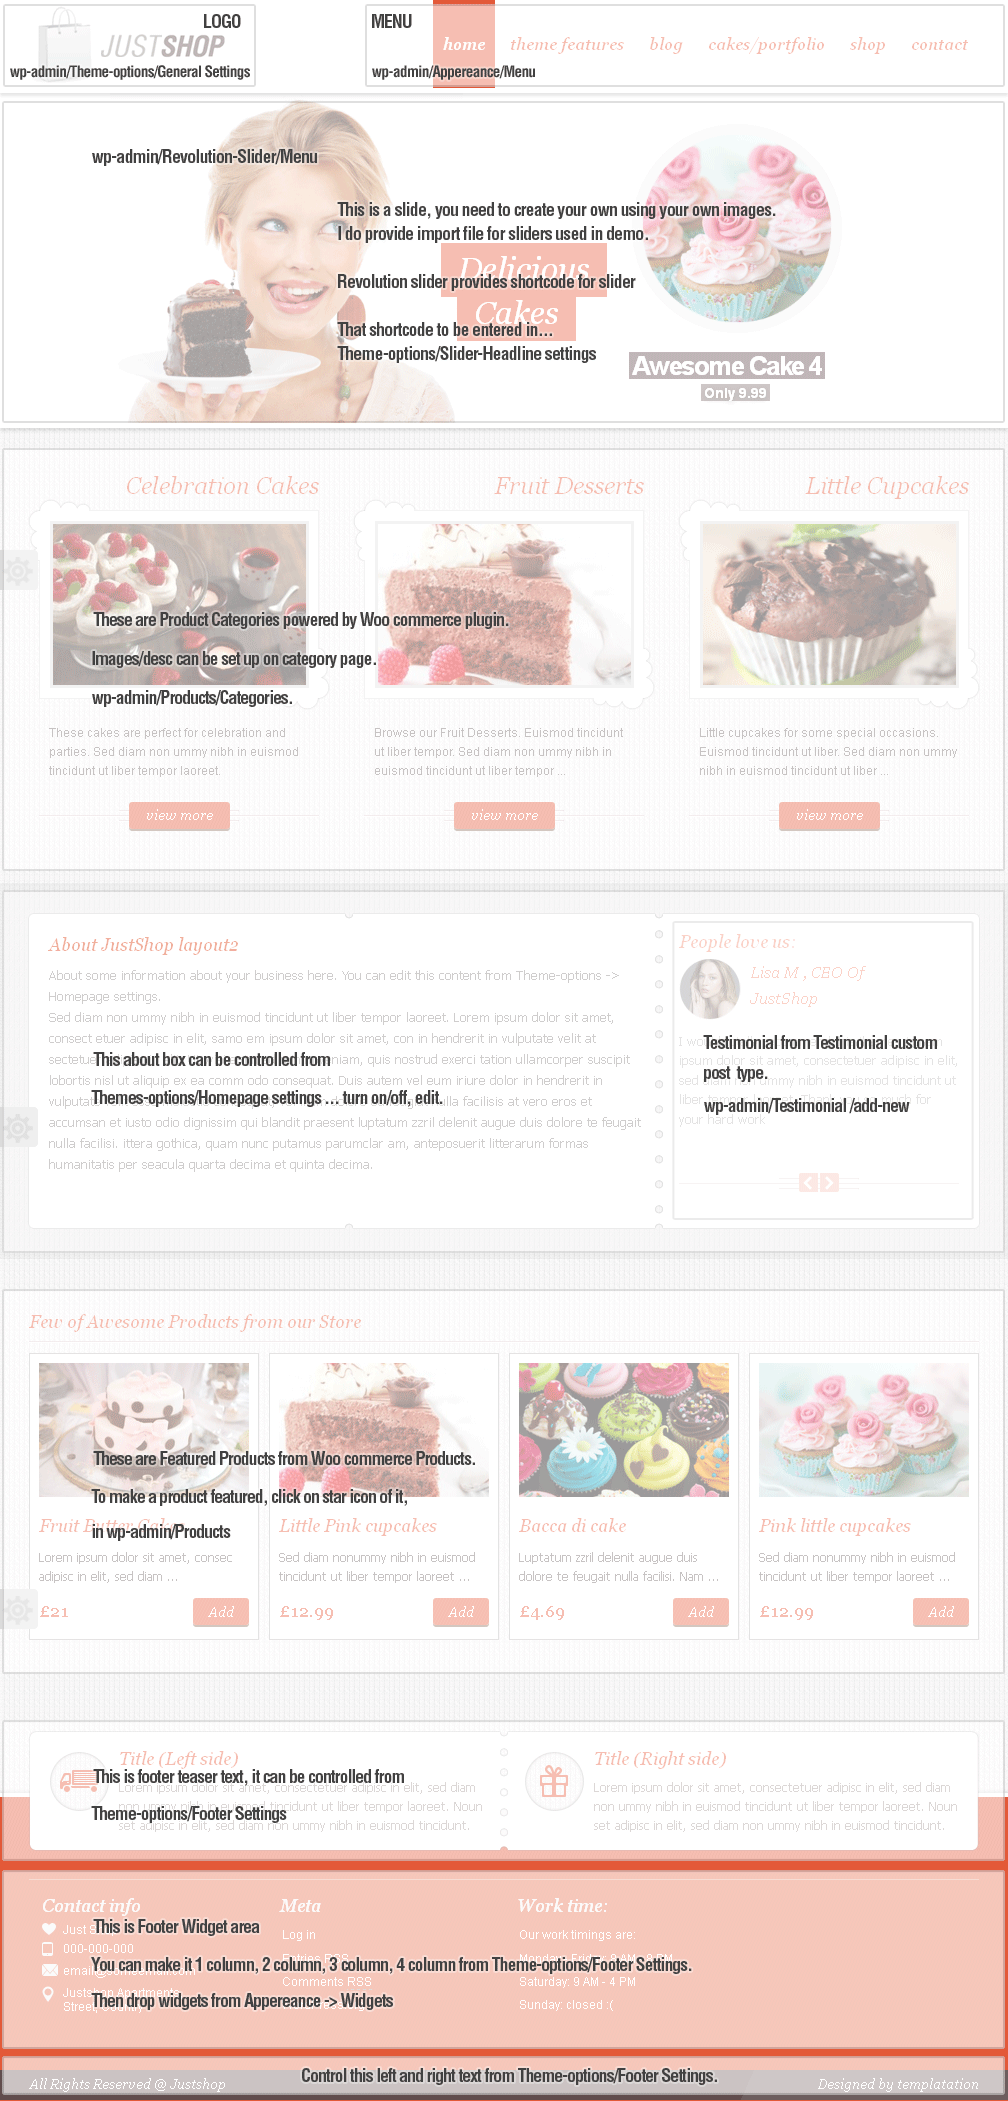 LOGO
JUSTSHOP
wp-admin/Theme-options/General Settings
MENU
home theme features blog cakes/portfolio shop contact
wp-admin/Appereance/Menu
wp-admin/Revolution-Slider/Menu
This is a slide, you need to create your own using your own images.
I do provide import file for sliders used in demo.
Delicious
Revolution slider provides shortcode for slider
Cakes
That shortcode to be entered in...
Theme-options/Slider-Headline settings
Awesome Cake 4
Only 9.99
Celebration Cakes
Fruit Desserts
Little Cupcakes
These are Product Categories powered by Woo commerce plugin.
Images/desc can be set up on category page.
wp-admin/Products/Categories.
These cakes are perfect for celebration and
parties. Sed diam non ummy nibh in euismod
tincidunt ut liber tempor laoreet.
Browse our Fruit Desserts. Euismod tincidunt
ut liber tempor. Sed diam non ummy nibh in
euismod tincidunt ut liber tempor ...
Little cupcakes for some special occasions.
Euismod tincidunt ut liber. Sed diam non ummy
nibh in euismod tincidunt ut liber ...
view more
view more
view more
About JustShop layout2
About some information about your business here. You can edit this content from Theme-options ->
Homepage settings.
Sed diam non ummy nibh in euismod tincidunt ut liber tempor laoreet. Lorem ipsum dolor sit amet,
consect etuer adipisc in elit, samo em ipsum dolor sit amet, con in hendrerit in vulputate velit at
sectetue niam, quis nostrud exerci tation ullamcorper suscipit
This about box can be controlled from
lobortis nisl ut aliquip ex ea comm odo consequat. Duis autem vel eum iriure dolor in hendrerit in
vulputat nulla facilisis at vero eros et
Themes-options/Homepage settings ... turn on/off, edit.
accumsan et iusto odio dignissim qui blandit praesent luptatum zzril delenit augue duis dolore te feugait
nulla facilisi. ittera gothica, quam nunc putamus parumclar am, anteposuerit litterarum formas
humanitatis per seacula quarta decima et quinta decima.
People love us:
Lisa M , CEO Of
JustShop
Testimonial from Testimonial custom
ipsum dolor sit amet, consectetuer adipisc in elit,
post type.
sed diam non ummy nibh in euismod tincidunt ut
wp-admin/Testimonial /add-new
your hard work
Few of Awesome Products from our Store
These are Featured Products from Woo commerce Products.
To make a product featured, click on star icon of it,
in wp-admin/Products
Fruit Butter Cake
Lorem ipsum dolor sit amet, consec
adipisc in elit, sed diam ...
£21 Add
Little Pink cupcakes
Sed diam nonummy nibh in euismod
tincidunt ut liber tempor laoreet ...
£12.99 Add
Bacca di cake
Luptatum zzril delenit augue duis
dolore te feugait nulla facilisi. Nam ...
£4.69 Add
Pink little cupcakes
Sed diam nonummy nibh in euismod
tincidunt ut liber tempor laoreet ...
£12.99 Add
Title (Left side)
This is footer teaser text, it can be controlled from
Lorem ipsum dolor sit amet, consectetuer adipisc in elit, sed diam
non ummy nibh in euismod tincidunt ut liber tempor laoreet. Noun
Theme-options/Footer Settings
set adipisc in elit, sed diam non ummy nibh in euismod tincidunt.
Title (Right side)
Lorem ipsum dolor sit amet, consectetuer adipisc in elit, sed diam
non ummy nibh in euismod tincidunt ut liber tempor laoreet. Noun
set adipisc in elit, sed diam non ummy nibh in euismod tincidunt.
Contact info
Just S
This is Footer Widget area
000-000-000
You can make it 1 column, 2 column, 3 column, 4 column from Theme-options/Footer Settings.
Justshop Apartments
Then drop widgets from Appereance -> Widgets
Street, Country
Meta
Log in
Entries RSS
Comments RSS
Work time:
Our work timings are:
Monday - Friday: 9 AM - 8 PM
Saturday: 9 AM - 4 PM
Sunday: closed :(
Control this left and right text from Theme-options/Footer Settings.
All Rights Reserved @ Justshop
Designed by templatation